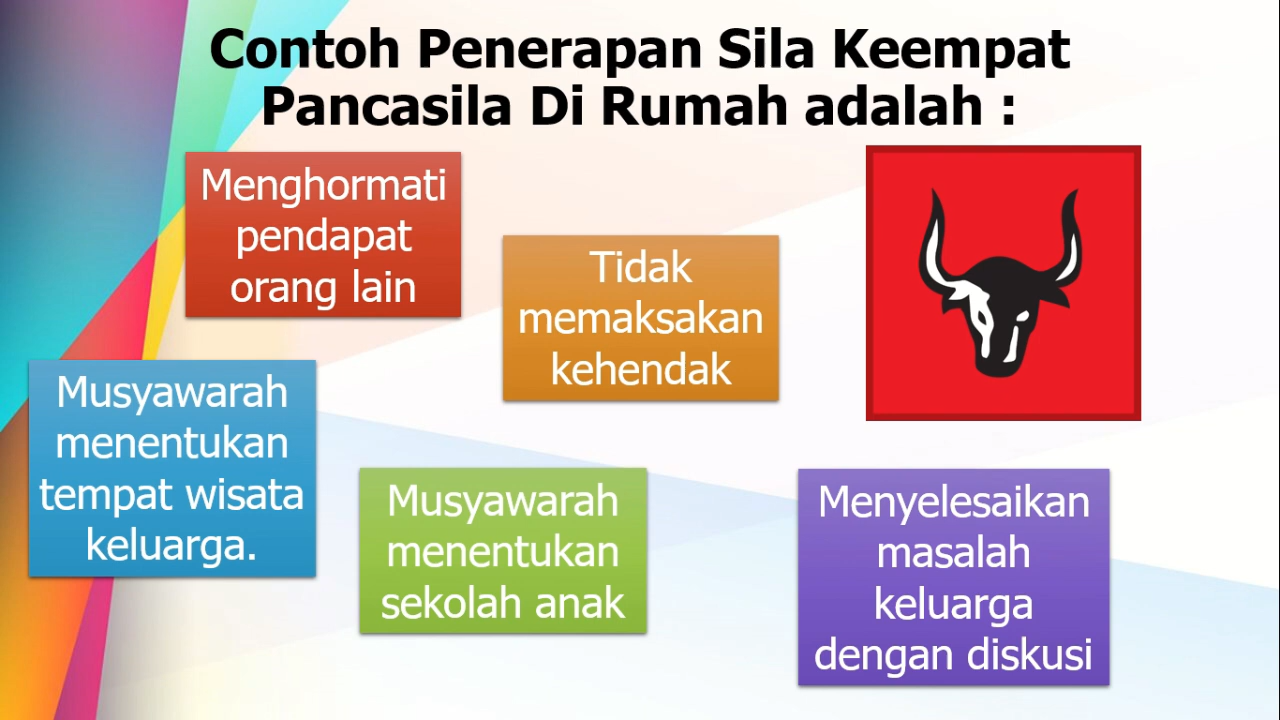 Contoh Penerapan Sila Keempat
Pancasila Di Rumah adalah :
Menghormati
pendapat
orang lain
Tidak
memaksakan
kehendak
Musyawarah
menentukan
tempat wisata
keluarga.
Musyawarah
menentukan
sekolah anak
Menyelesaikan
masalah
keluarga
dengan diskusi